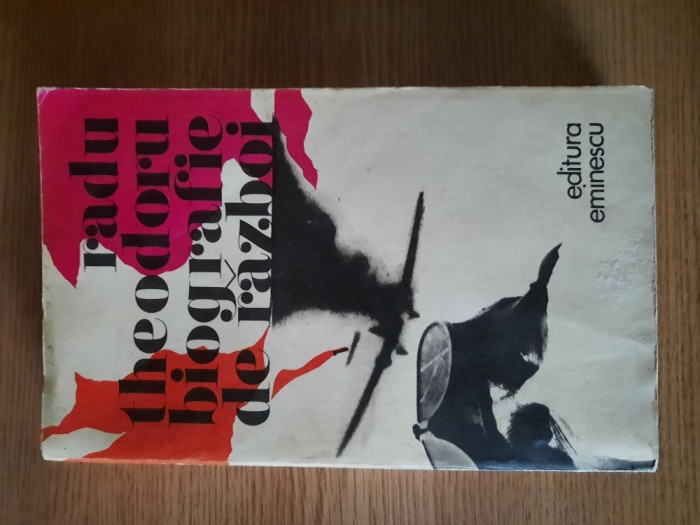 radu
theodoru
biografie
de război
editura
eminescu